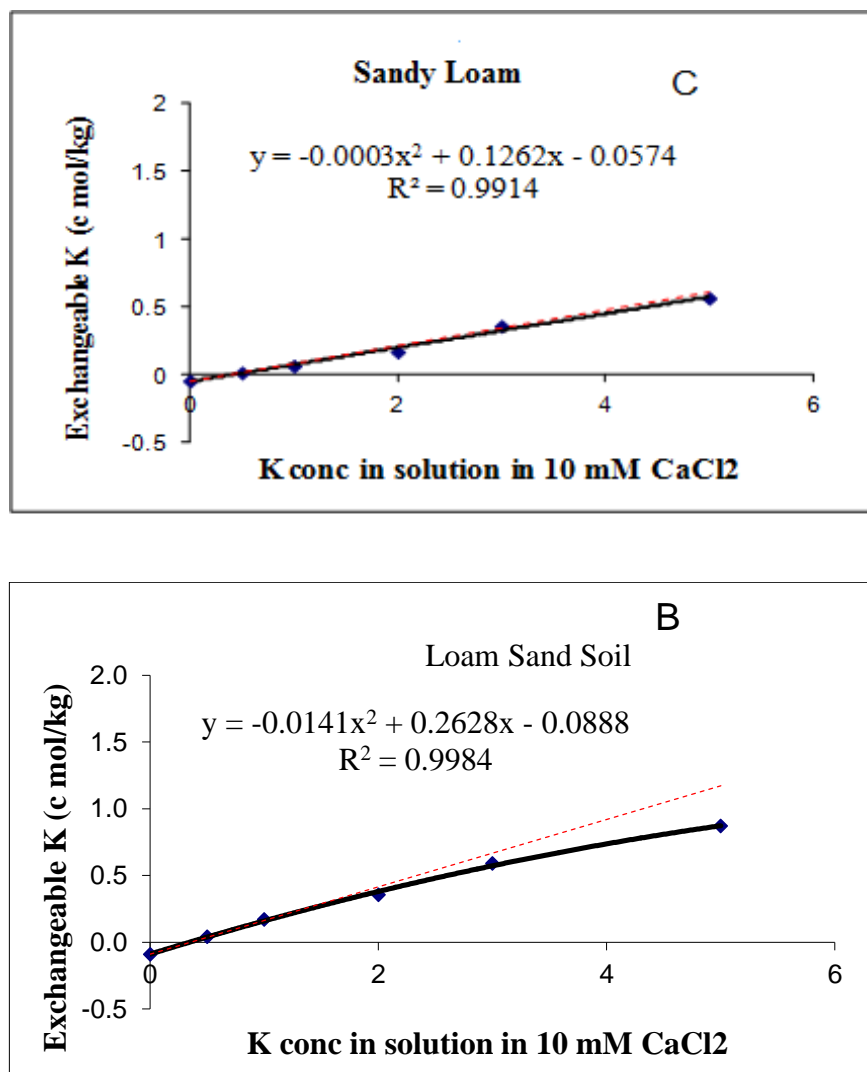 Sandy Loam
C
Exchangeable K (c mol/kg)
2
1.5
1
0.5
0
-0.5
y = -0.0003x² + 0.1262x - 0.0574
R² = 0.9914
0
2
4
6
K conc in solution in 10 mM CaCl2
B
Loam Sand Soil
Exchangeable K (c mol/kg)
2.0
1.5
1.0
0.5
0.0
-0.5
y = -0.0141x² + 0.2628x - 0.0888
R² = 0.9984
0
2
4
6
K conc in solution in 10 mM CaCl2